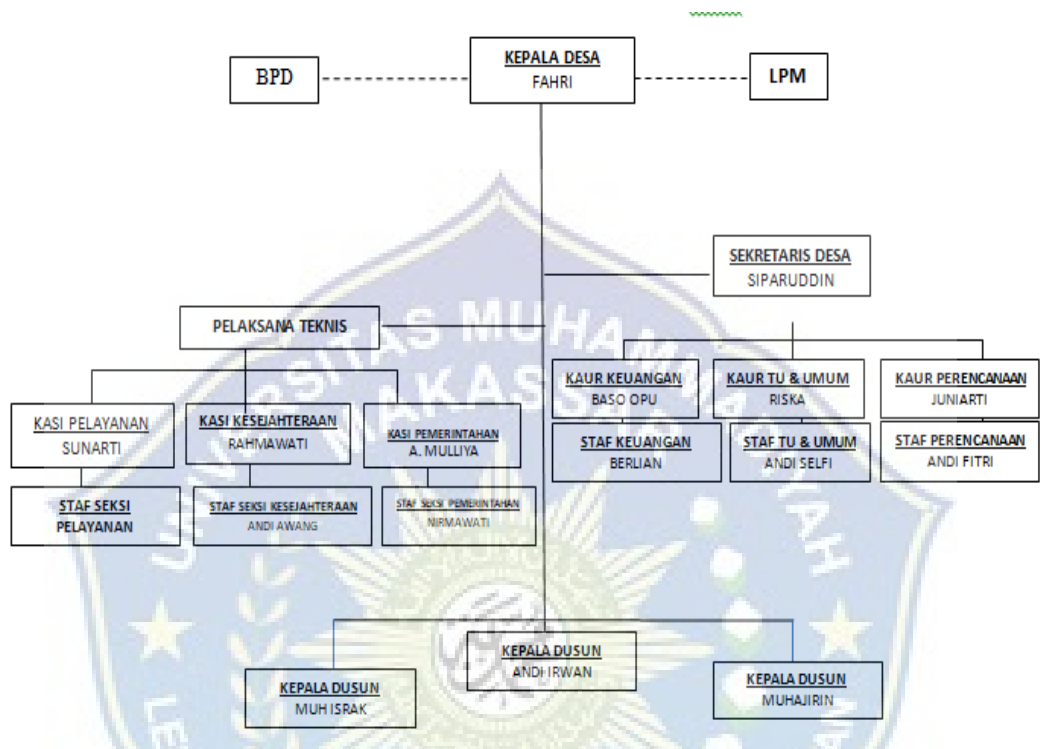 KEPALA DESA
FAHRI
BPD
LPM
SEKRETARIS DESA
SIPARUDDIN
PELAKSANA TEKNIS
KASI PELAYANAN
SUNARTI
KASI KESEJAHTERAAN
RAHMAWATI
KASI PEMERINTAHAN
A. MULLIYA
KAUR KEUANGAN
BASO OPU
KAUR TU & UMUM
RISKA
KAUR PERENCANAAN
JUNIARTI
STAF KEUANGAN
BERLIAN
STAF TU & UMUM
ANDI SELFI
STAF PERENCANAAN
ANDI FITRI
STAF SEKSI
PELAYANAN
STAF SEKSI KESEJAHTERAAN
ANDI AWANG
STAF SEKSI PEMERINTAHAN
NIRMAWATI
KEPALA DUSUN
MUH ISRAK
KEPALA DUSUN
ANDI IRWAN
KEPALA DUSUN
MUHAJIRIN
UNIVERSITAS MUHAMMADIYAH
MAKASSAR